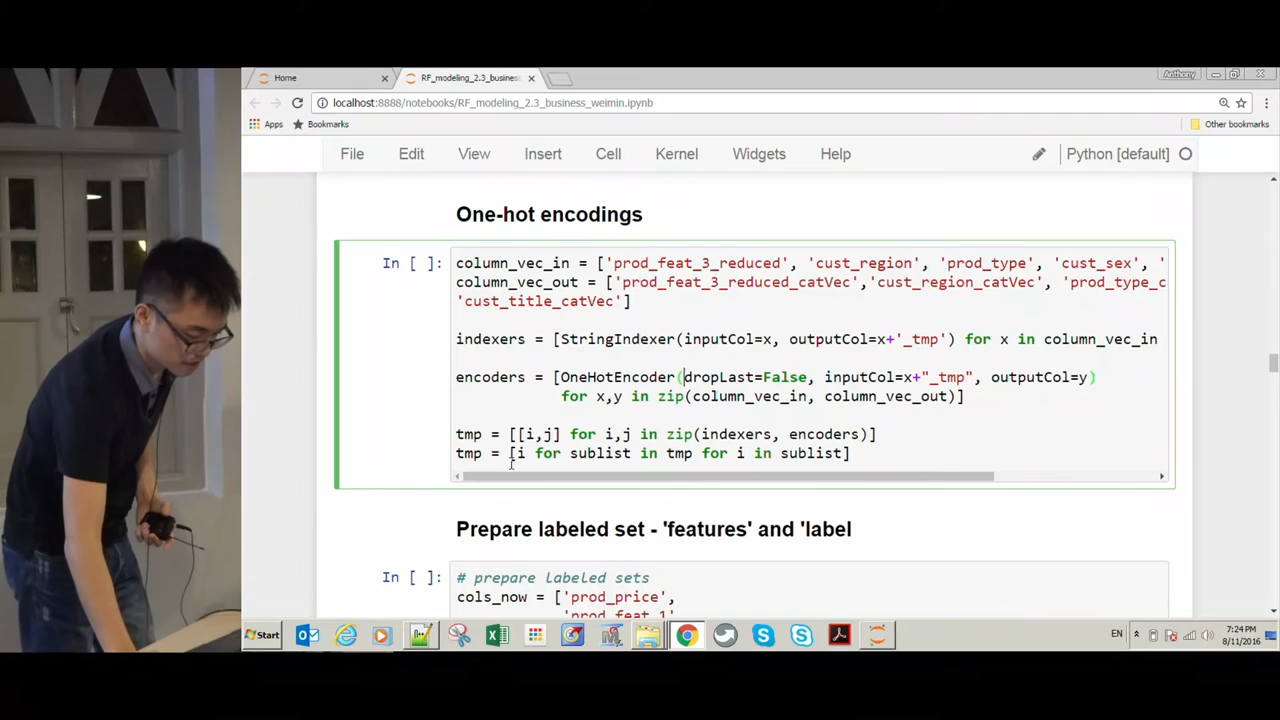 Home
RF_modeling_2.3_business
Anthony
localhost:8888/notebooks/RF_modeling_2.3_business_weimin.ipynb
Apps
Bookmarks
Other bookmarks
File Edit View Insert Cell Kernel Widgets Help
Python [default]
One-hot encodings
In [ ]:
column_vec_in = ['prod_feat_3_reduced', 'cust_region', 'prod_type', 'cust_sex', '
column_vec_out = ['prod_feat_3_reduced_catVec','cust_region_catVec', 'prod_type_c
'cust_title_catVec']
indexers = [StringIndexer(inputCol=x, outputCol=x+'_tmp') for x in column_vec_in
encoders = [OneHotEncoder(dropLast=False, inputCol=x+"_tmp", outputCol=y)
for x,y in zip(column_vec_in, column_vec_out)]
tmp = [[i,j] for i,j in zip(indexers, encoders)]
tmp = [i for sublist in tmp for i in sublist]
Prepare labeled set - 'features' and 'label
In [ ]:
# prepare labeled sets
cols_now = ['prod_price',
'prod_feat_1'
Start
EN
7:24 PM
8/11/2016